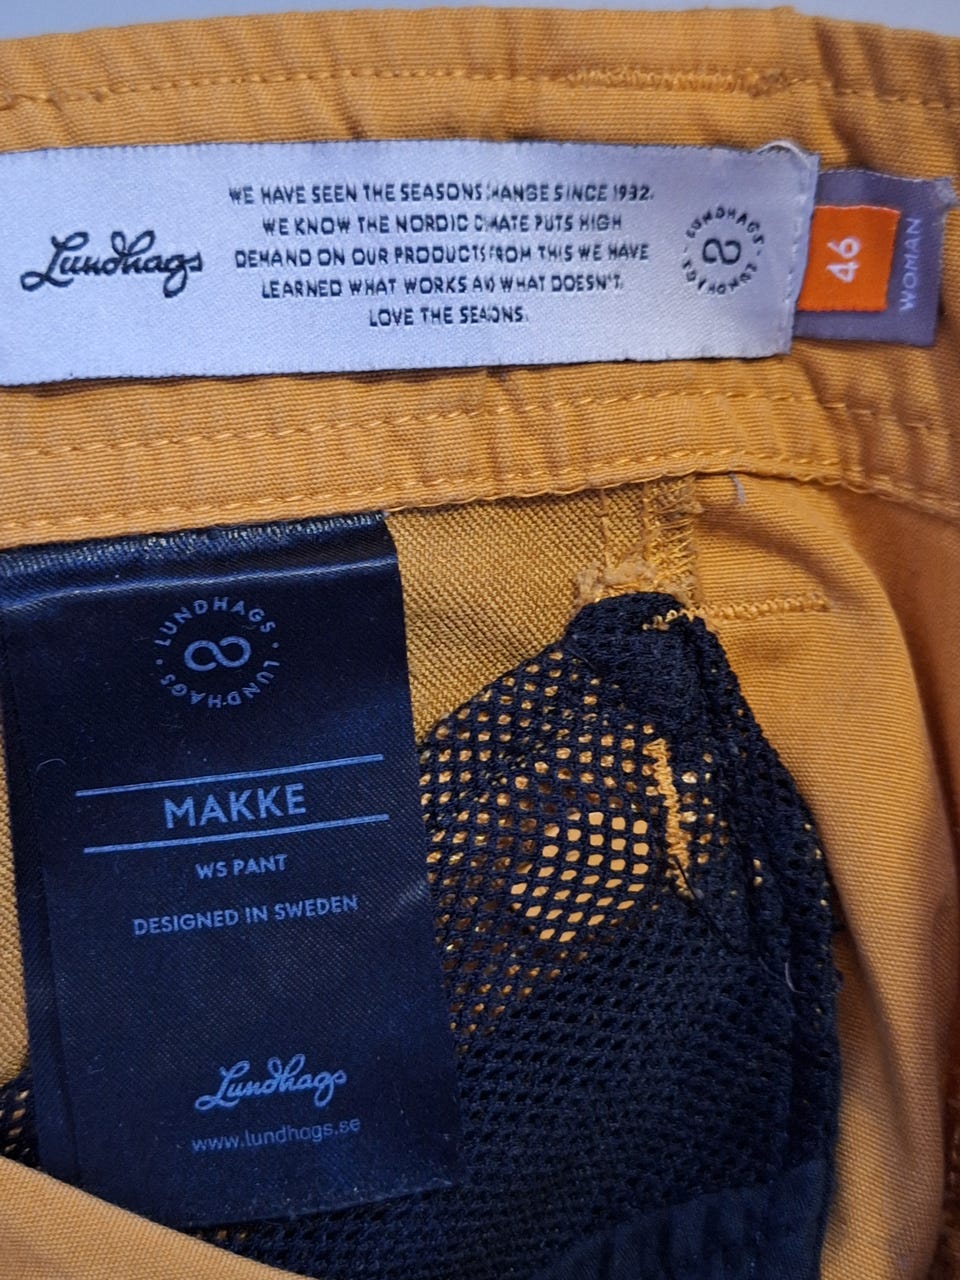 Lundhags
WE HAVE SEEN THE SEASONS HANGE SINCE 1932.
WE KNOW THE NORDIC C MATE PUTS HIGH
DEMAND ON OUR PRODUCTS FROM THIS WE HAVE
LEARNED WHAT WORKS AN WHAT DOESN'T.
LOVE THE SEASONS.
LUNDHAGS · LUNDHAGS ·
46
WOMAN
LUNDHAGS · LUNDHAGS ·
MAKKE
WS PANT
DESIGNED IN SWEDEN
Lundhags
www.lundhags.se